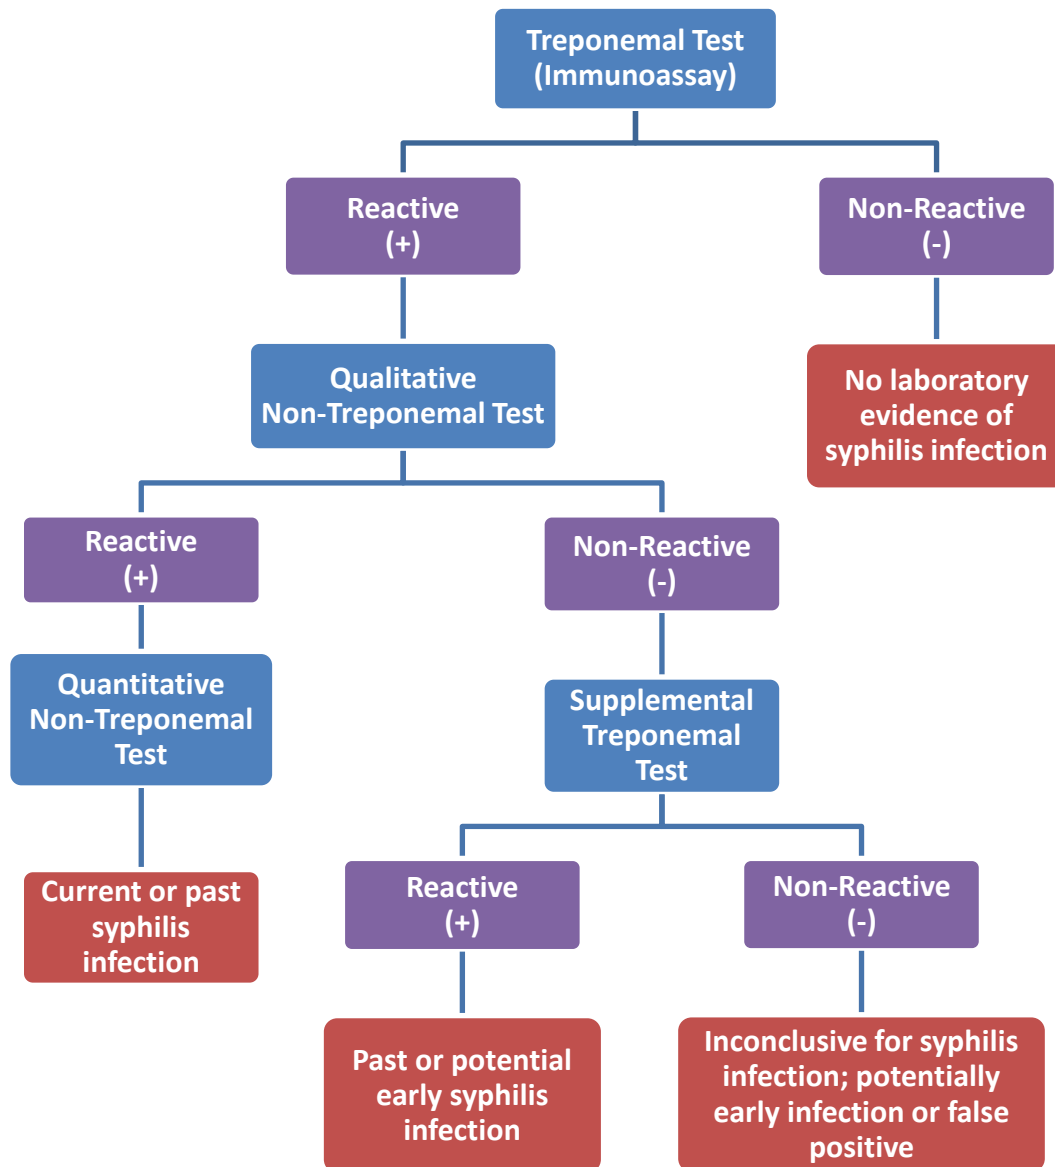 Treponemal Test
(Immunoassay)
Reactive
(+)
Non-Reactive
(-)
Qualitative
Non-Treponemal Test
No laboratory
evidence of
syphilis infection
Reactive
(+)
Non-Reactive
(-)
Quantitative
Non-Treponemal
Test
Supplemental
Treponemal
Test
Current or past
syphilis
infection
Reactive
(+)
Non-Reactive
(-)
Past or potential
early syphilis
infection
Inconclusive for syphilis
infection; potentially
early infection or false
positive